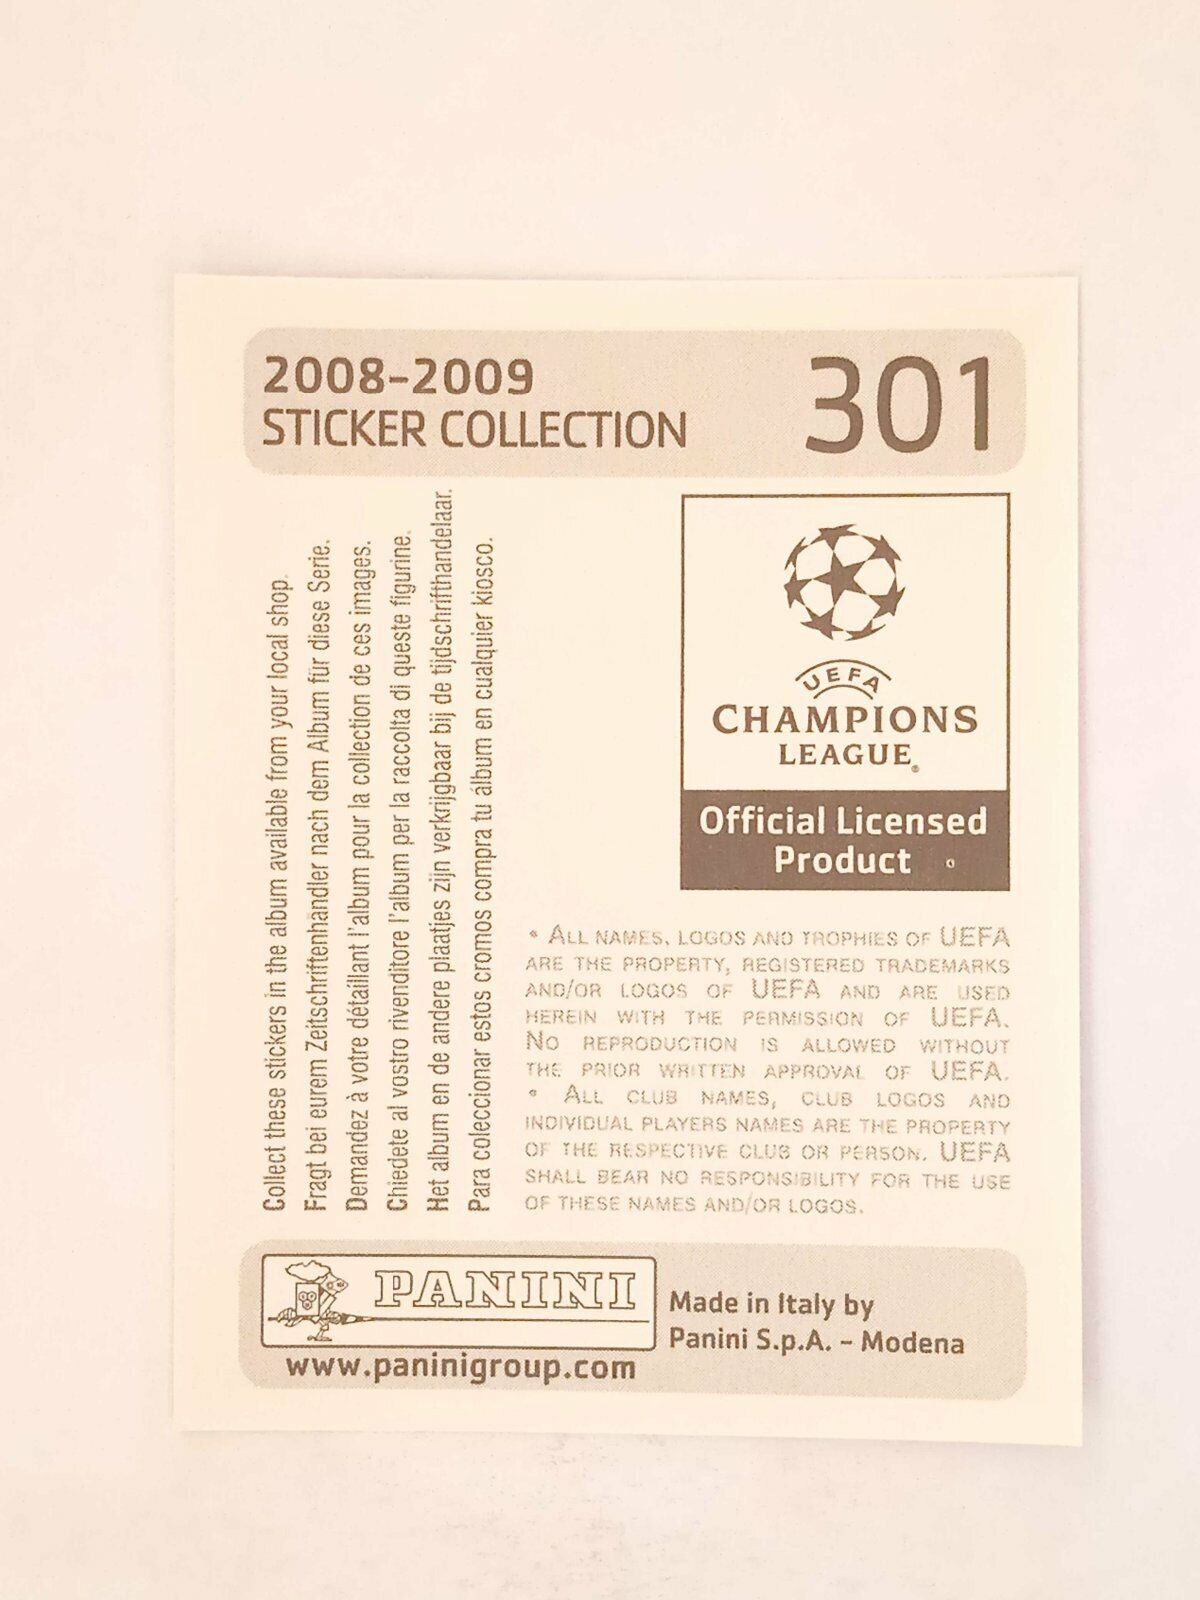 2008-2009
STICKER COLLECTION
301
Collect these stickers in the album available from your local shop.
Fragt bei eurem Zeitschriftenhändler nach dem Album für diese Serie.
Demandez à votre détaillant l'album pour la collection de ces images.
Chiedete al vostro rivenditore l'album per la raccolta di queste figurine.
Het album en de andere plaatjes zijn verkrijgbaar bij de tijdschrifthandelaar.
Para coleccionar estos cromos compra tu álbum en cualquier kiosco.
UEFA
CHAMPIONS
LEAGUE®
Official Licensed
Product
• ALL NAMES, LOGOS AND TROPHIES OF UEFA
ARE THE PROPERTY, REGISTERED TRADEMARKS
AND/OR LOGOS OF UEFA AND ARE USED
HEREIN WITH THE PERMISSION OF UEFA.
NO REPRODUCTION IS ALLOWED WITHOUT
THE PRIOR WRITTEN APPROVAL OF UEFA.
• ALL CLUB NAMES, CLUB LOGOS AND
INDIVIDUAL PLAYERS NAMES ARE THE PROPERTY
OF THE RESPECTIVE CLUB OR PERSON. UEFA
SHALL BEAR NO RESPONSIBILITY FOR THE USE
OF THESE NAMES AND/OR LOGOS.
PANINI
www.paninigroup.com
Made in Italy by
Panini S.p.A. - Modena